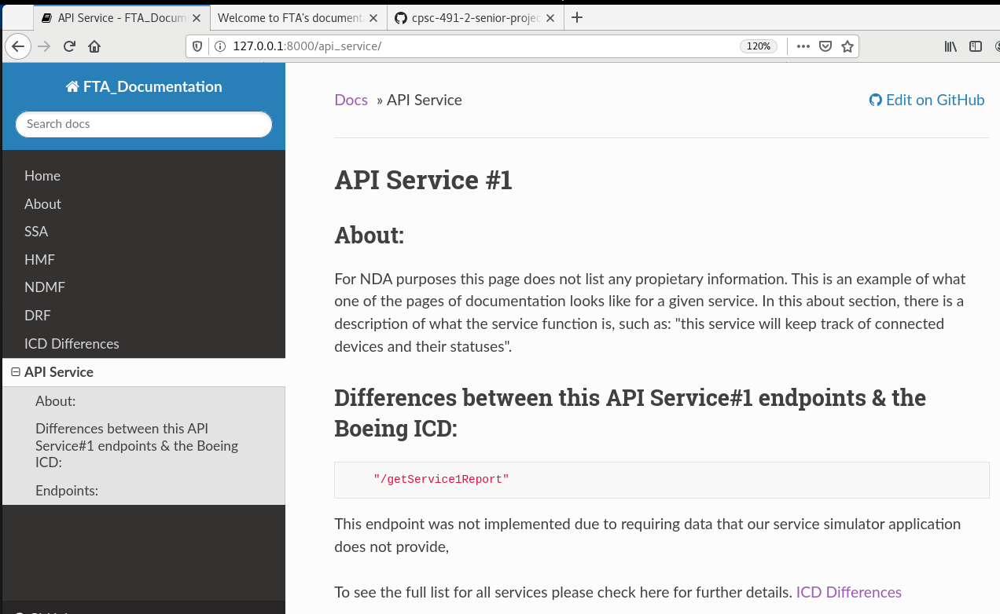 API Service - FTA_Docum
Welcome to FTA's document
cpsc-491-2-senior-projec
127.0.0.1:8000/api_service/
120%
FTA_Documentation
Search docs
Home
About
SSA
HMF
NDMF
DRF
ICD Differences
API Service
About:
Differences between this API
Service#1 endpoints & the Boeing
ICD:
Endpoints:
Docs » API Service
Edit on GitHub
API Service #1
About:
For NDA purposes this page does not list any propietary information. This is an example of what
one of the pages of documentation looks like for a given service. In this about section, there is a
description of what the service function is, such as: "this service will keep track of connected
devices and their statuses".
Differences between this API Service#1 endpoints & the
Boeing ICD:
"/getService1Report"
This endpoint was not implemented due to requiring data that our service simulator application
does not provide,
To see the full list for all services please check here for further details. ICD Differences